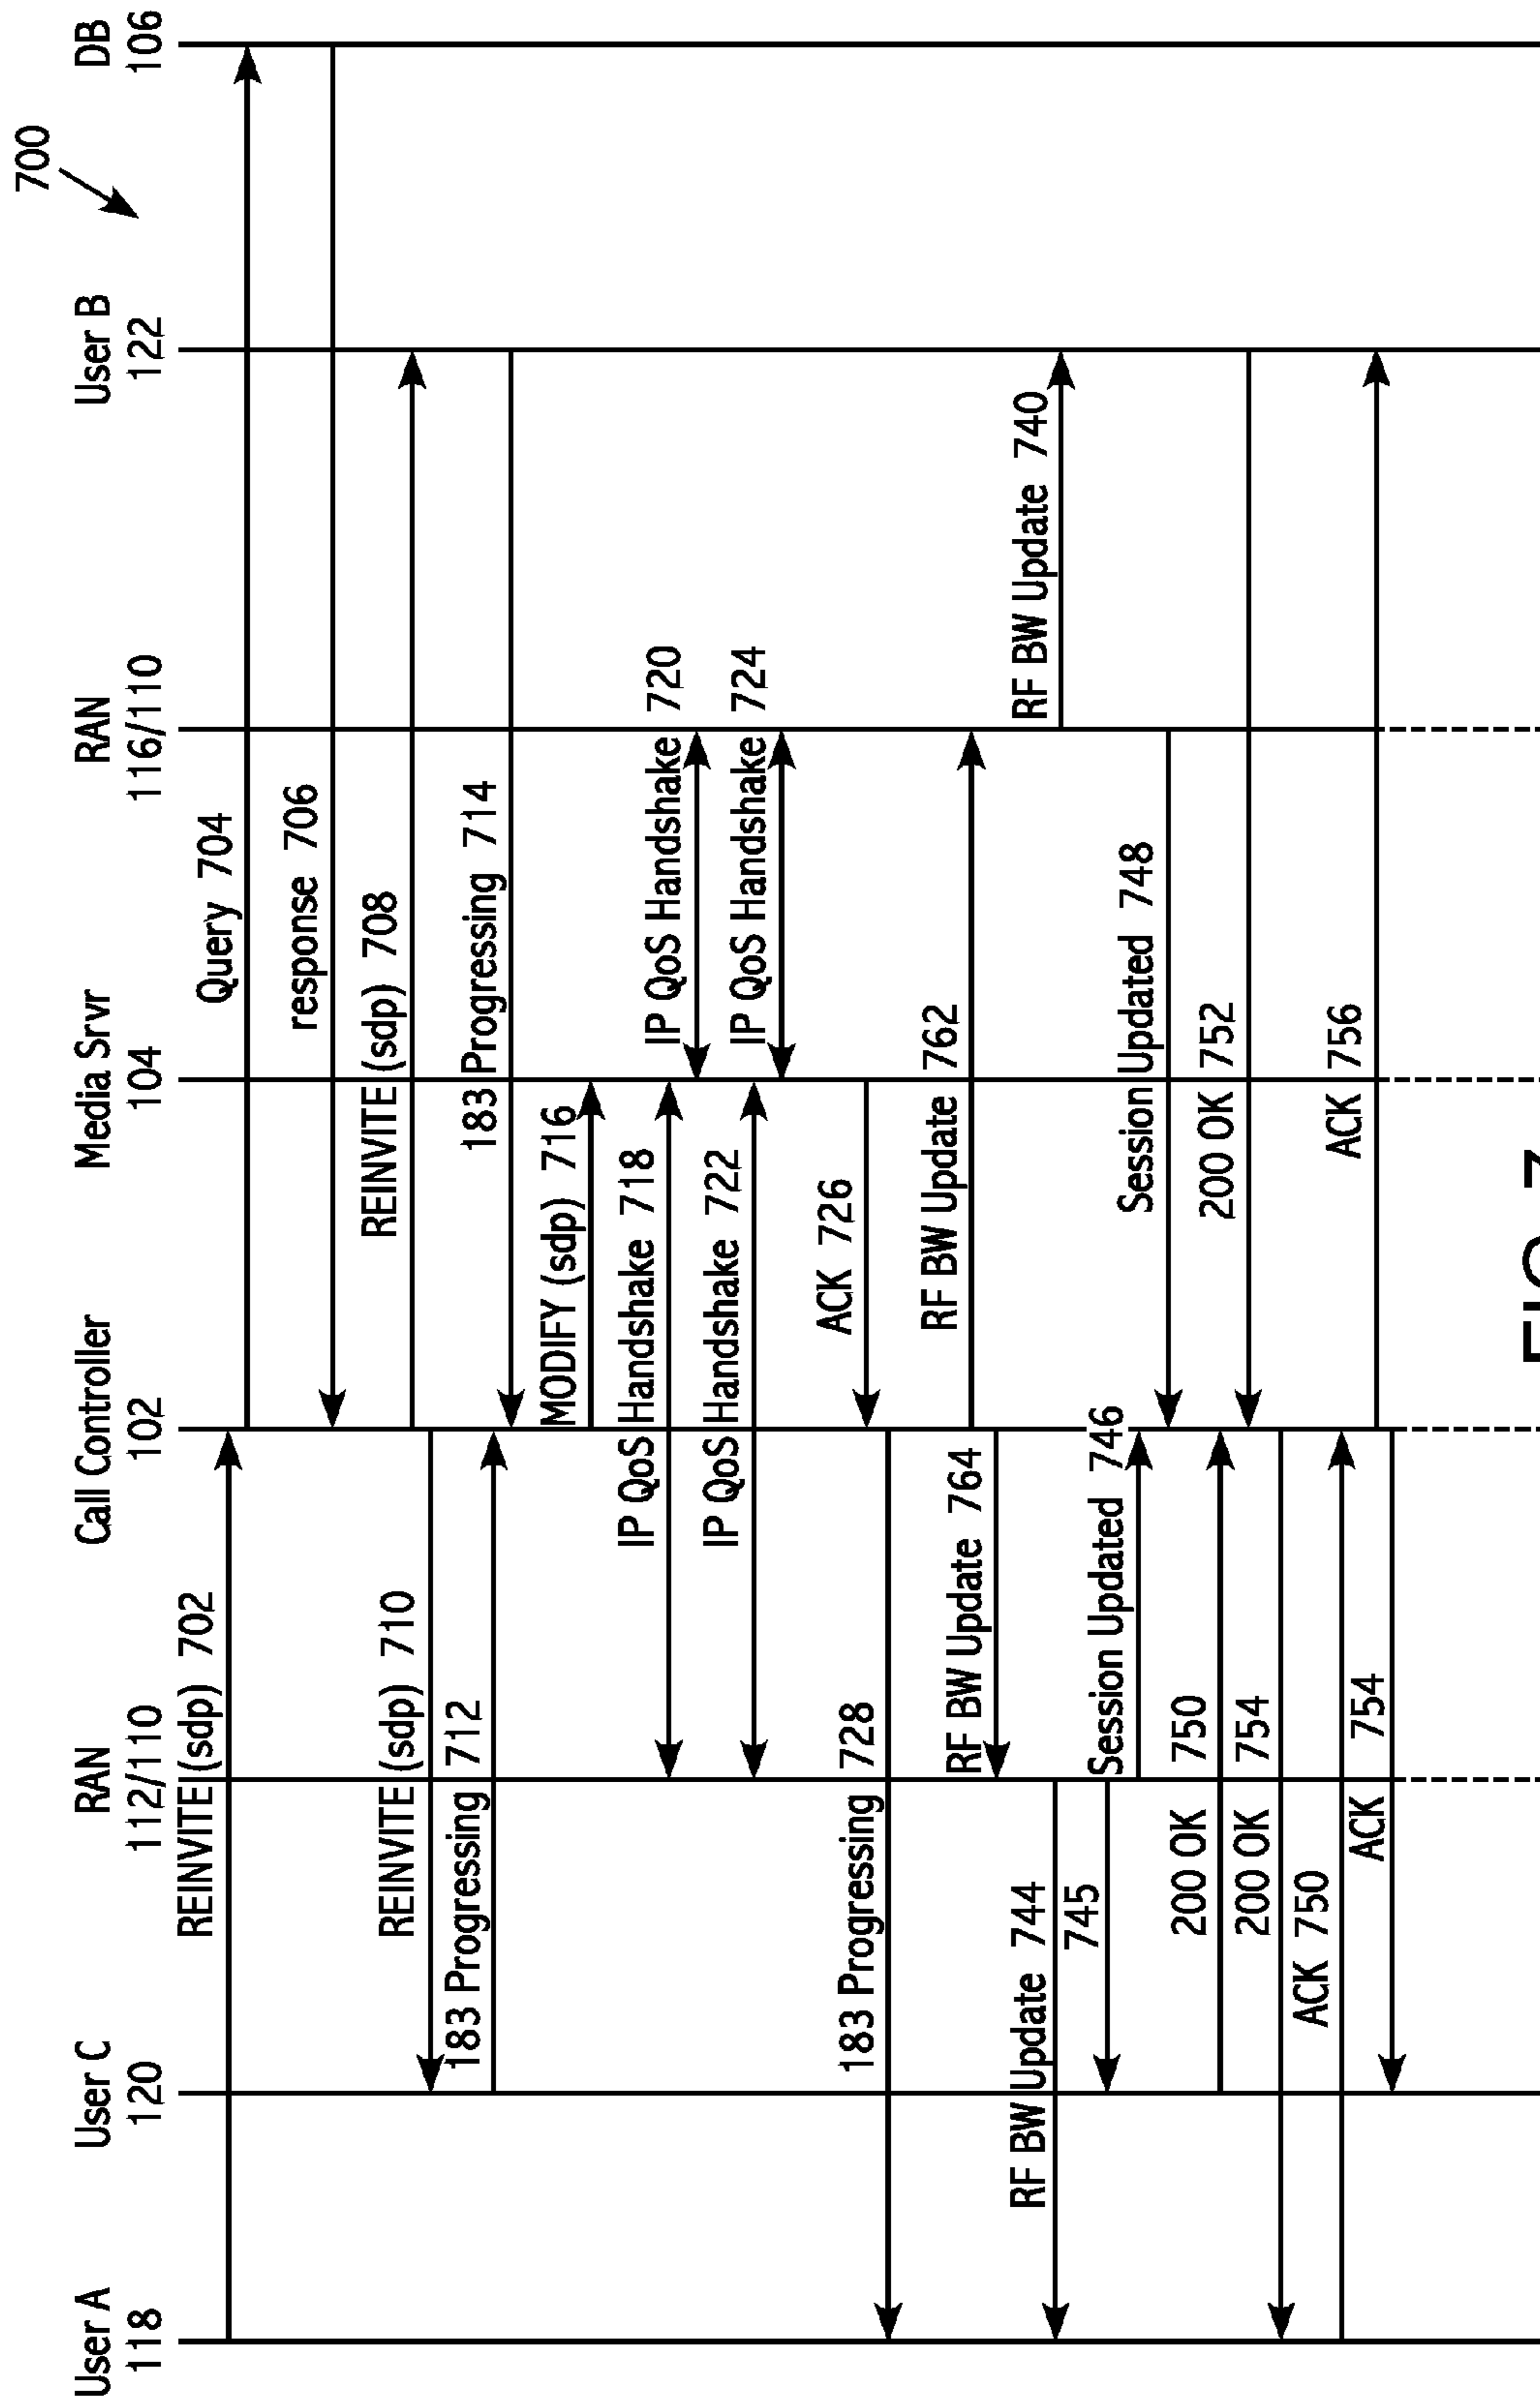 700
User A
118
User C
120
RAN
112/110
Call Controller
102
Media Srvr
104
RAN
116/110
User B
122
DB
106
REINVITE (sdp) 702
Query 704
response 706
REINVITE (sdp) 708
REINVITE (sdp) 710
183 Progressing 712
183 Progressing 714
MODIFY (sdp) 716
IP QoS Handshake 718
IP QoS Handshake 720
IP QoS Handshake 722
IP QoS Handshake 724
ACK 726
183 Progressing 728
RF BW Update 762
RF BW Update 764
RF BW Update 744
RF BW Update 740
745
Session Updated 746
Session Updated 748
200 OK 750
200 OK 752
200 OK 754
ACK 750
ACK 756
ACK 754